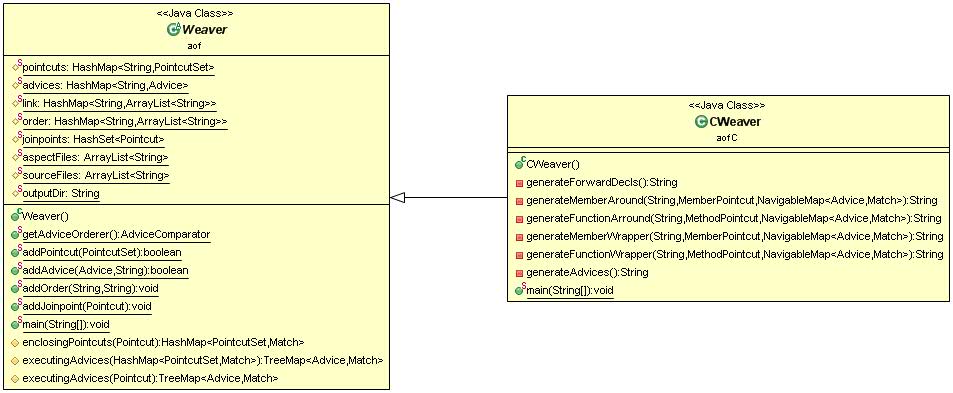 <<Java Class>>
Weaver
aof
pointcuts: HashMap<String,PointcutSet>
advices: HashMap<String,Advice>
link: HashMap<String,ArrayList<String>>
order: HashMap<String,ArrayList<String>>
joinpoints: HashSet<Pointcut>
aspectFiles: ArrayList<String>
sourceFiles: ArrayList<String>
outputDir: String
Weaver()
getAdviceOrderer():AdviceComparator
addPointcut(PointcutSet):boolean
addAdvice(Advice,String):boolean
addOrder(String,String):void
addJoinpoint(Pointcut):void
main(String[]):void
enclosingPointcuts(Pointcut):HashMap<PointcutSet,Match>
executingAdvices(HashMap<PointcutSet,Match>):TreeMap<Advice,Match>
executingAdvices(Pointcut):TreeMap<Advice,Match>
<<Java Class>>
CWeaver
aofC
CWeaver()
generateForwardDecls():String
generateMemberAround(String,MemberPointcut,NavigableMap<Advice,Match>):String
generateFunctionArround(String,MethodPointcut,NavigableMap<Advice,Match>):String
generateMemberWrapper(String,MemberPointcut,NavigableMap<Advice,Match>):String
generateFunctionWrapper(String,MethodPointcut,NavigableMap<Advice,Match>):String
generateAdvices():String
main(String[]):void